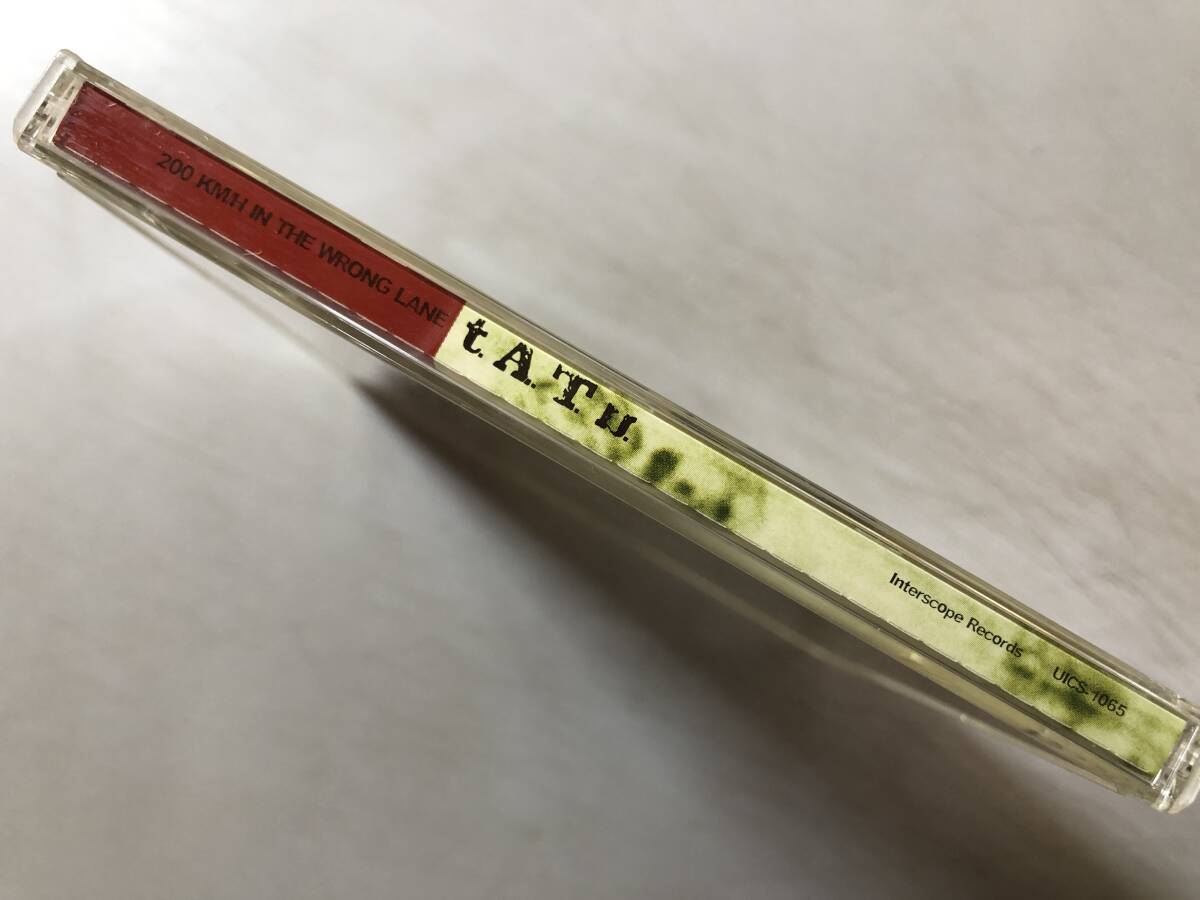 200 KM/H IN THE WRONG LANE
t.A.T.u.
Interscope Records
UICS-1065